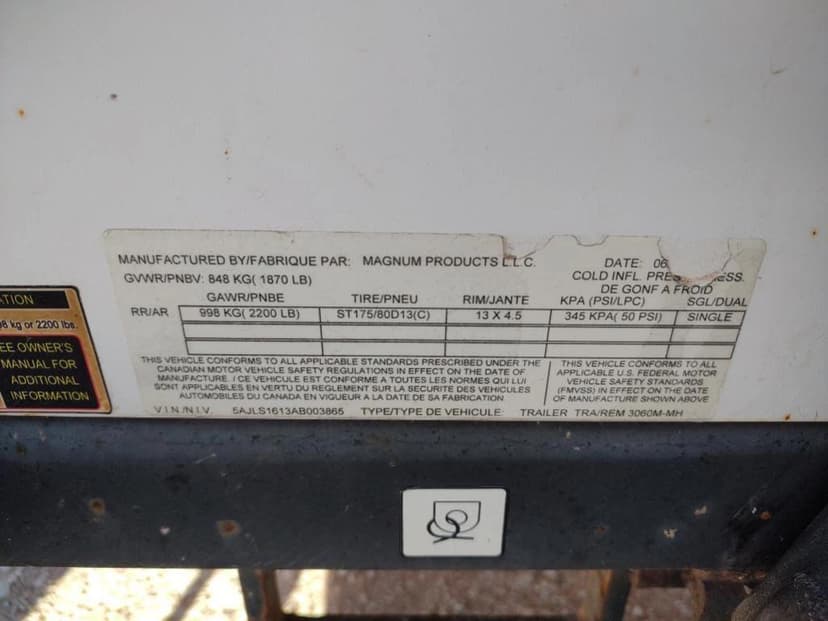 MANUFACTURED BY/FABRIQUE PAR: MAGNUM PRODUCTS L.L.C. DATE: 06
GVWR/PNBV: 848 KG( 1870 LB) COLD INFL. PRES ESS.
DE GONF A FROID
GAWR/PNBE TIRE/PNEU RIM/JANTE KPA (PSI/LPC) SGL/DUAL
RR/AR 998 KG( 2200 LB) ST175/80D13(C) 13 X 4.5 345 KPA( 50 PSI) SINGLE
THIS VEHICLE CONFORMS TO ALL APPLICABLE STANDARDS PRESCRIBED UNDER THE
CANADIAN MOTOR VEHICLE SAFETY REGULATIONS IN EFFECT ON THE DATE OF
MANUFACTURE. / CE VEHICULE EST CONFORME A TOUTES LES NORMES QUI LUI
SONT APPLICABLES EN VERTU DU REGLEMENT SUR LA SECURITE DES VEHICULES
AUTOMOBILES DU CANADA EN VIGUEUR A LA DATE DE SA FABRICATION
THIS VEHICLE CONFORMS TO ALL
APPLICABLE U.S. FEDERAL MOTOR
VEHICLE SAFETY STANDARDS
(FMVSS) IN EFFECT ON THE DATE
OF MANUFACTURE SHOWN ABOVE
V.I.N./N.I.V. 5AJLS1613AB003865 TYPE/TYPE DE VEHICULE: TRAILER TRA/REM 3060M-MH
ATION
8 kg or 2200 lbs.
EE OWNER'S
MANUAL FOR
ADDITIONAL
INFORMATION